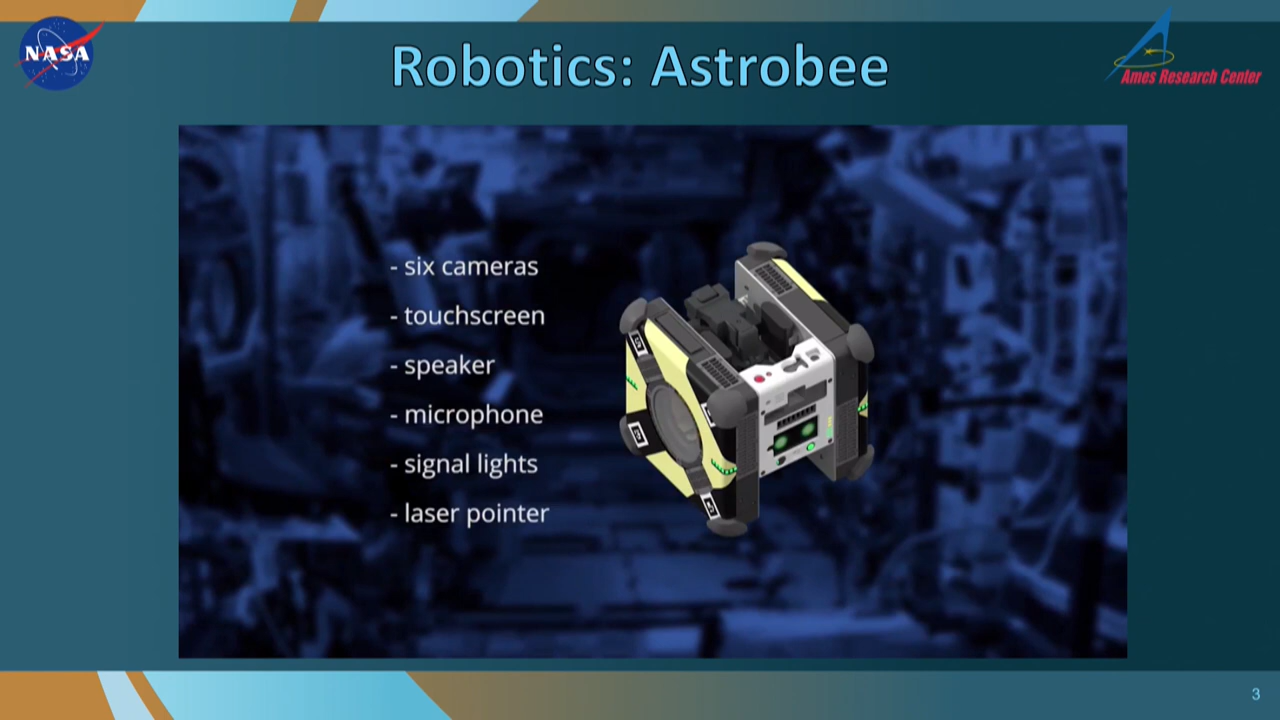 NASA
Robotics: Astrobee
Ames Research Center
- six cameras
- touchscreen
- speaker
- microphone
- signal lights
- laser pointer
3